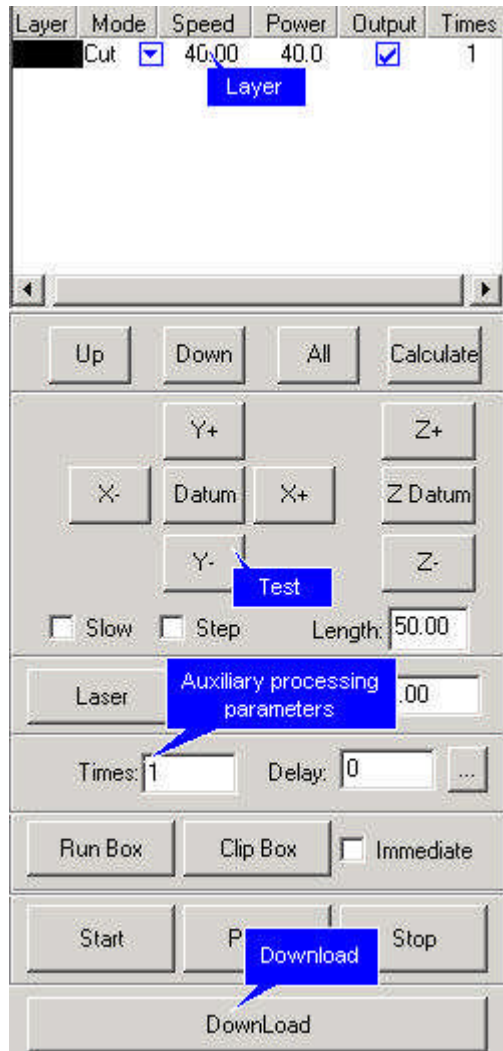 Layer Mode Speed Power Output Times
Cut 40.00 40.0 1
Layer
Up Down All Calculate
Y+ Z+
X- Datum X+ Z Datum
Y- Z-
Test
Slow Step Length: 50.00
Laser Auxiliary processing .00
parameters
Times: 1 Delay: 0 ...
Run Box Clip Box Immediate
Start P Stop
Download
DownLoad